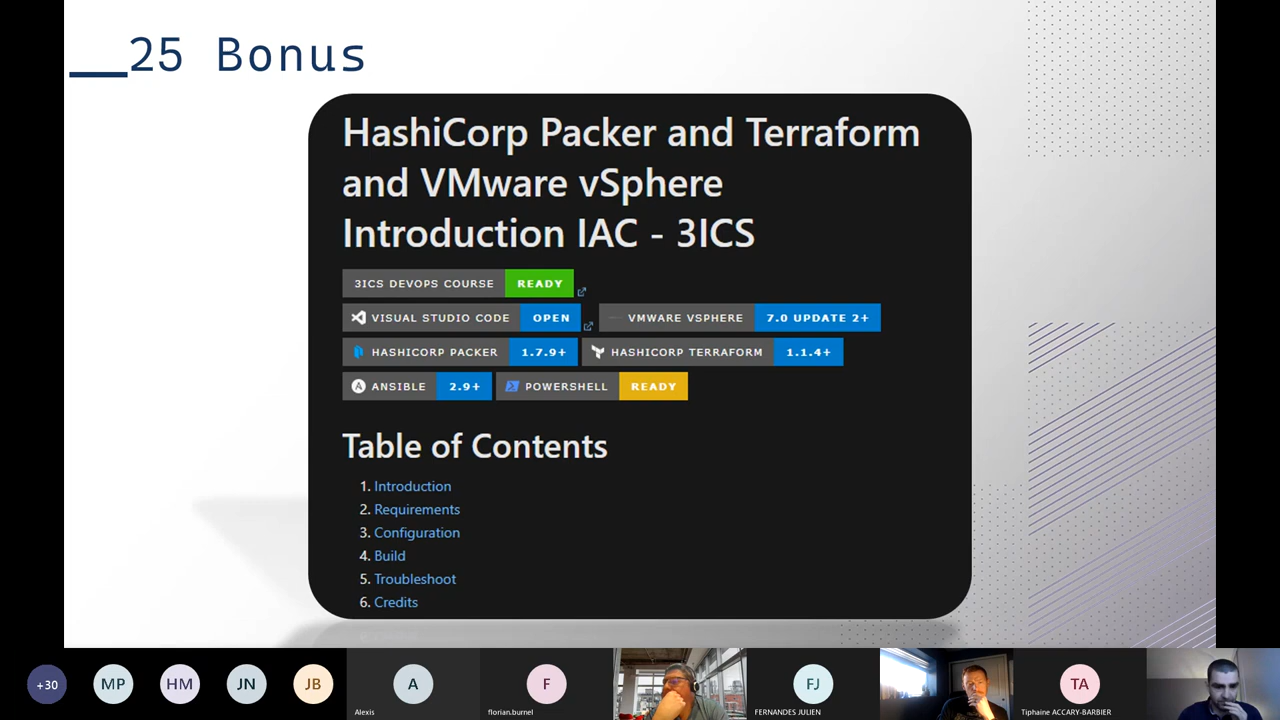 __25 Bonus
HashiCorp Packer and Terraform
and VMware vSphere
Introduction IAC - 3ICS
3ICS DEVOPS COURSE READY
VISUAL STUDIO CODE OPEN VMWARE VSPHERE 7.0 UPDATE 2+
HASHICORP PACKER 1.7.9+ HASHICORP TERRAFORM 1.1.4+
A ANSIBLE 2.9+ POWERSHELL READY
Table of Contents
1. Introduction
2. Requirements
3. Configuration
4. Build
5. Troubleshoot
6. Credits
+30 MP HM JN JB A F FJ TA
Alexis florian.burnel FERNANDES JULIEN Tiphaine ACCARY-BARBIER